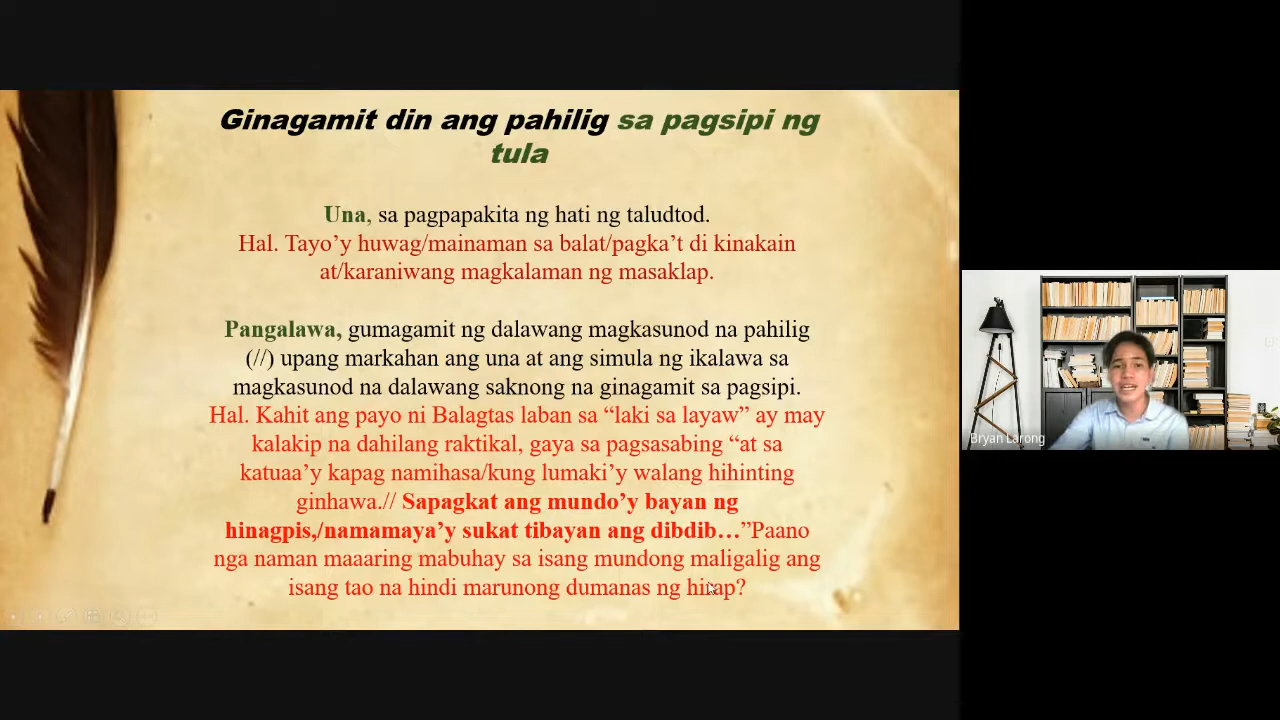 Ginagamit din ang pahilig sa pagsipi ng
tula
Una, sa pagpapakita ng hati ng taludtod.
Hal. Tayo’y huwag/mainaman sa balat/pagka’t di kinakain
at/karaniwang magkalaman ng masaklap.
Pangalawa, gumagamit ng dalawang magkasunod na pahilig
(//) upang markahan ang una at ang simula ng ikalawa sa
magkasunod na dalawang saknong na ginagamit sa pagsipi.
Hal. Kahit ang payo ni Balagtas laban sa “laki sa layaw” ay may
kalakip na dahilang raktikal, gaya sa pagsasabing “at sa
katuaa’y kapag namihasa/kung lumaki’y walang hihinting
ginhawa.// Sapagkat ang mundo’y bayan ng
hinagpis,/namamaya’y sukat tibayan ang dibdib…”Paano
nga naman maaaring mabuhay sa isang mundong maligalig ang
isang tao na hindi marunong dumanas ng hirap?
Bryan Larong